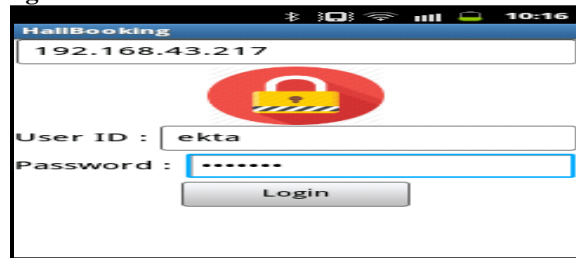 10:16
HallBooking
192.168.43.217
User ID : ekta
Password : •••••••
Login